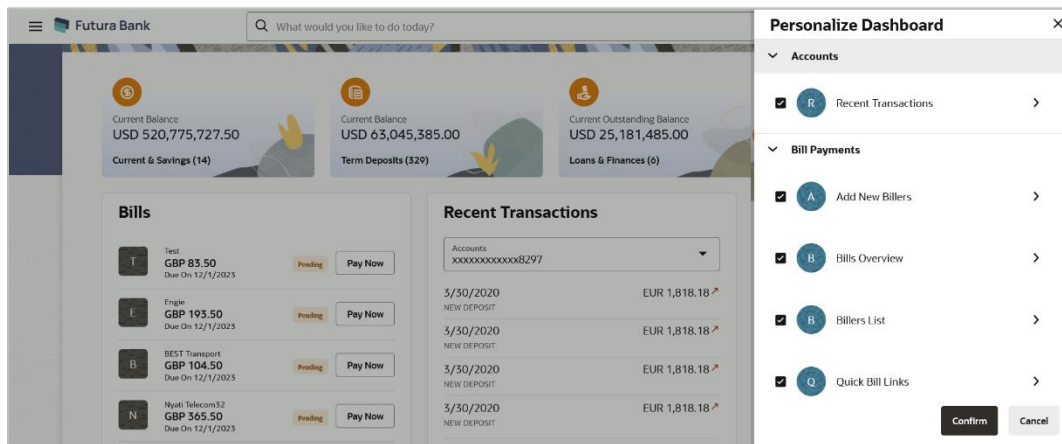 Futura Bank
What would you like to do today?
Current Balance
USD 520,775,727.50
Current & Savings (14)
Current Balance
USD 63,045,385.00
Term Deposits (329)
Current Outstanding Balance
USD 25,181,485.00
Loans & Finances (6)
Bills
T
Test
GBP 83.50
Due On 12/1/2023
Pending
Pay Now
E
Engie
GBP 193.50
Due On 12/1/2023
Pending
Pay Now
B
BEST Transport
GBP 104.50
Due On 12/1/2023
Pending
Pay Now
N
Nyati Telecom32
GBP 365.50
Due On 12/1/2023
Pending
Pay Now
Recent Transactions
Accounts
xxxxxxxxxxxx8297
3/30/2020 EUR 1,818.18
NEW DEPOSIT
3/30/2020 EUR 1,818.18
NEW DEPOSIT
3/30/2020 EUR 1,818.18
NEW DEPOSIT
3/30/2020 EUR 1,818.18
NEW DEPOSIT
Personalize Dashboard
Accounts
R Recent Transactions
Bill Payments
A Add New Billers
B Bills Overview
B Billers List
Q Quick Bill Links
Confirm Cancel